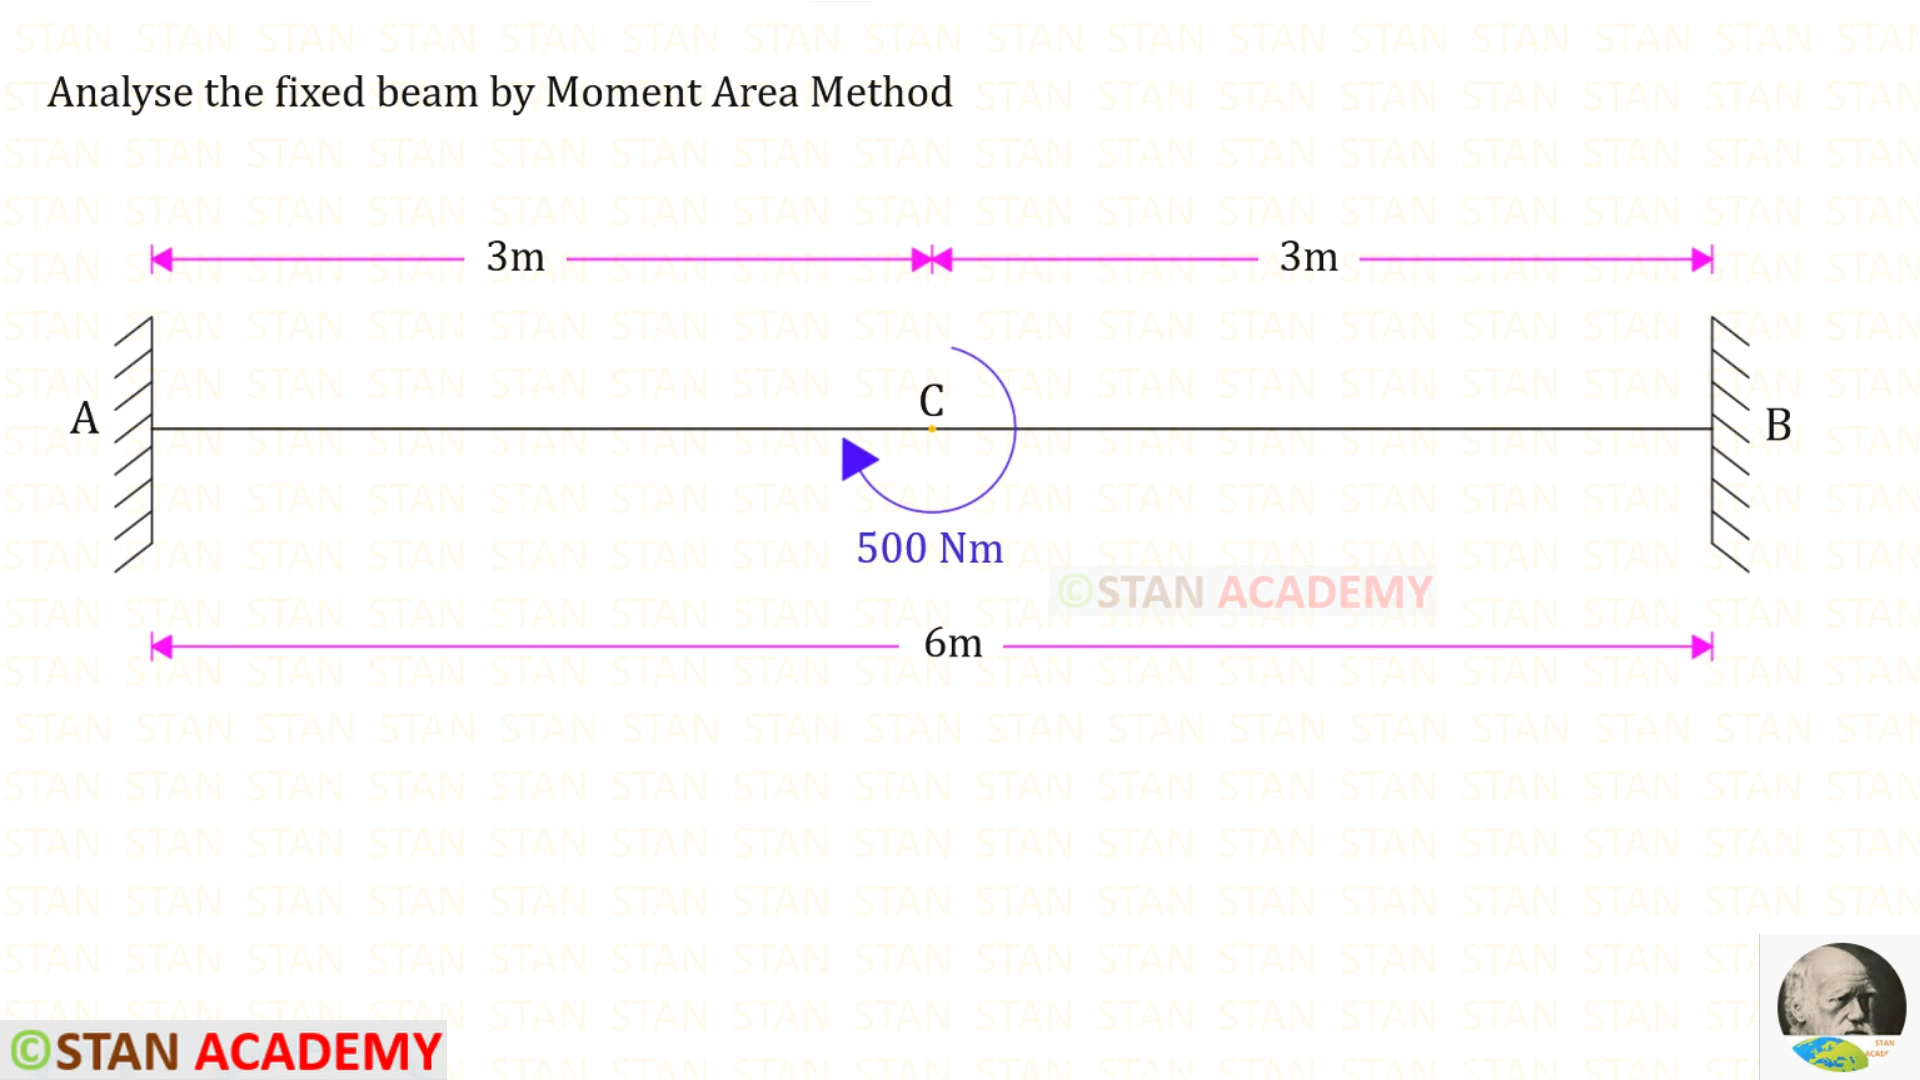 Analyse the fixed beam by Moment Area Method
3m 3m
A C B
500 Nm
©STAN ACADEMY
6m
©STAN ACADEMY